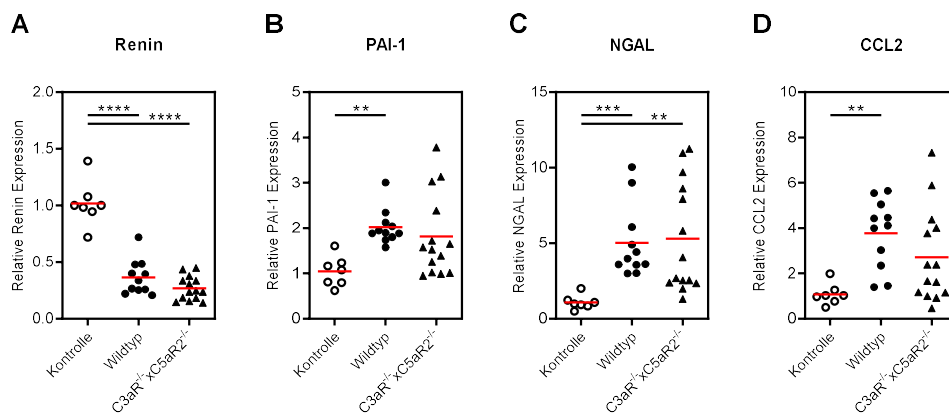 A
Renin
Relative Renin Expression
2.0
1.5
1.0
0.5
0.0
****
****
Kontrolle
Wildtyp
C3aR-/-xC5aR2-/-
B
PAI-1
Relative PAI-1 Expression
5
4
3
2
1
0
**
Kontrolle
Wildtyp
C3aR-/-xC5aR2-/-
C
NGAL
Relative NGAL Expression
15
10
5
0
***
**
Kontrolle
Wildtyp
C3aR-/-xC5aR2-/-
D
CCL2
Relative CCL2 Expression
10
8
6
4
2
0
**
Kontrolle
Wildtyp
C3aR-/-xC5aR2-/-